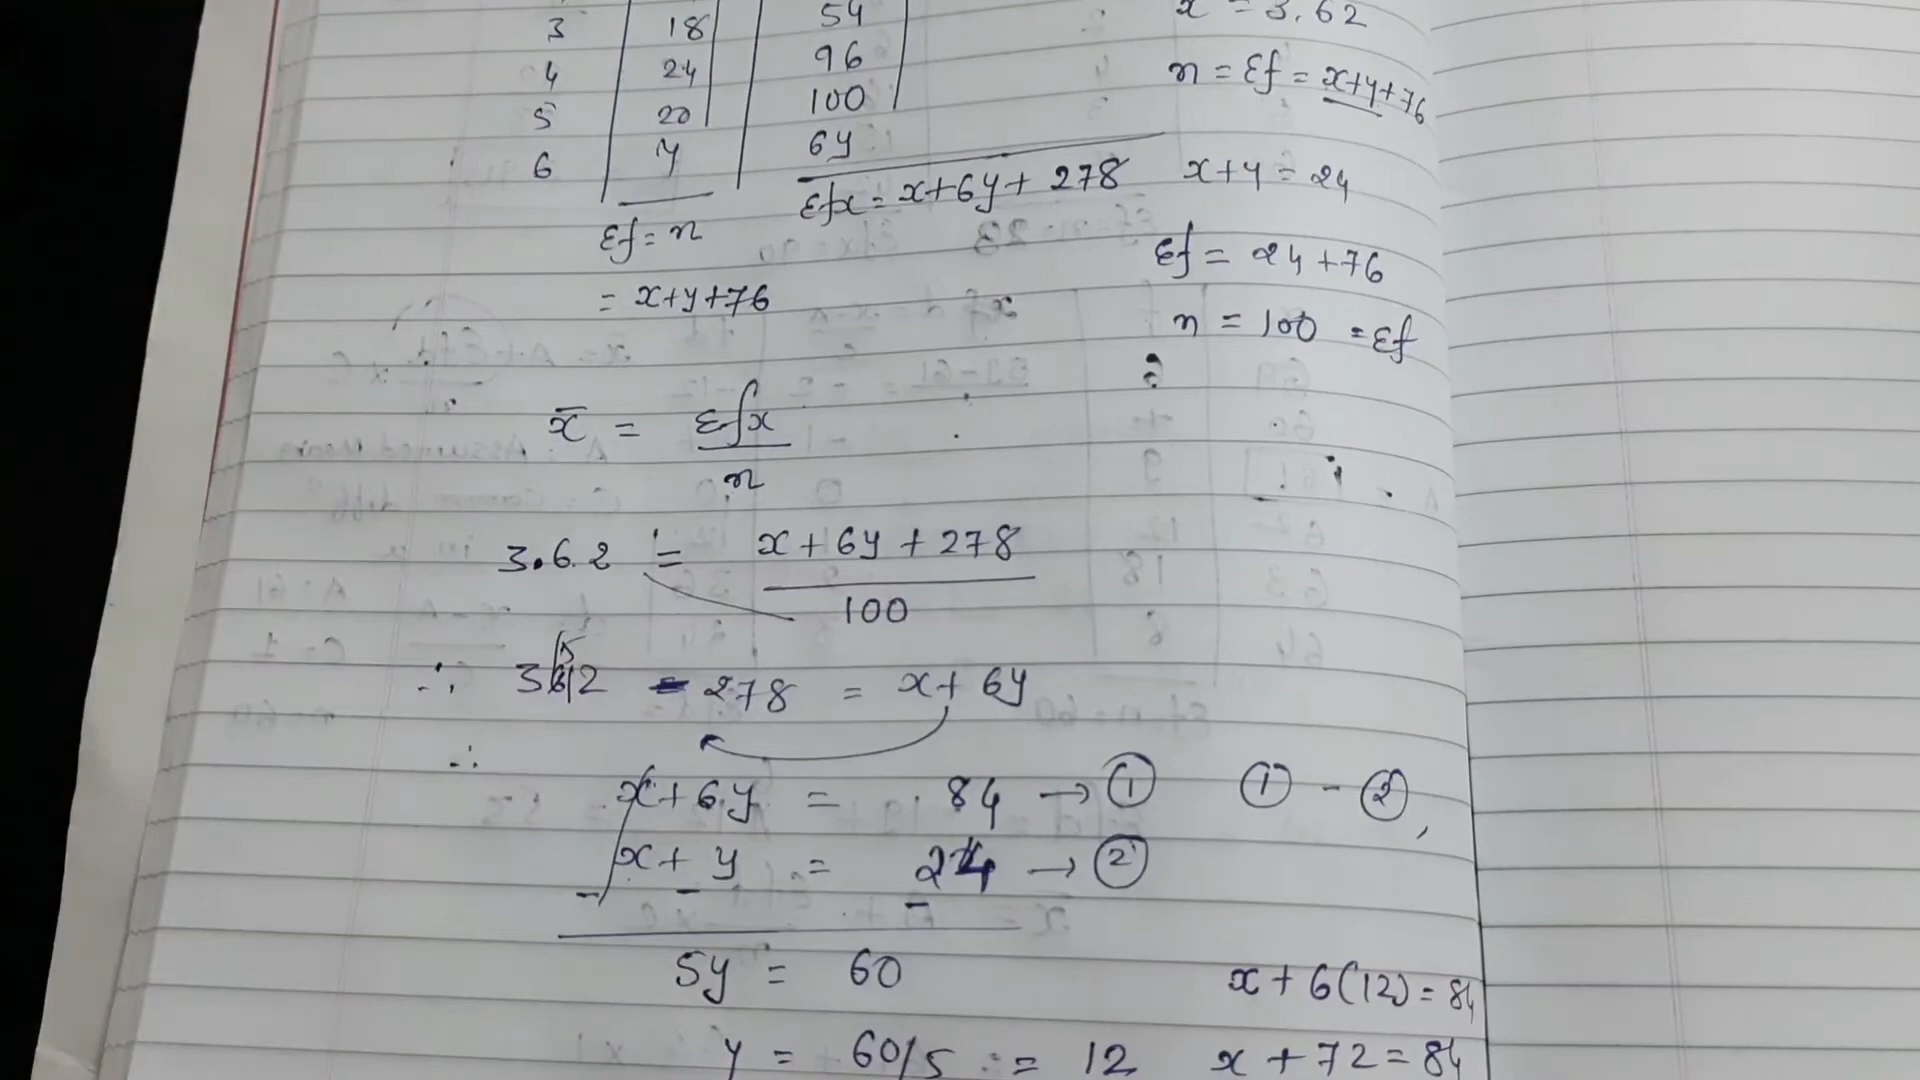 3 18 54 x̄ = 3.62
4 24 96 n = Σf = x+y+76
5 20 100
6 y 6y
Σfx = x+6y+ 278 x+y = 24
Σf = n
Σf = 24+76
= x+y+76
n = 100 = Σf
x̄ = Σfx
n
3.62 = x+6y+278
100
∴ 362 - 278 = x+ 6y
∴
x+6y = 84 → ① ① - ②,
x+ y = 24 → ②
- - -
5y = 60 x + 6(12) = 84
y = 60/5 = 12 x + 72 = 84